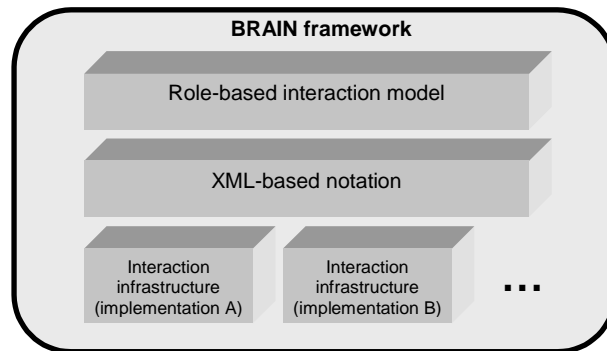 BRAIN framework
Role-based interaction model
XML-based notation
Interaction
infrastructure
(implementation A)
Interaction
infrastructure
(implementation B)
...